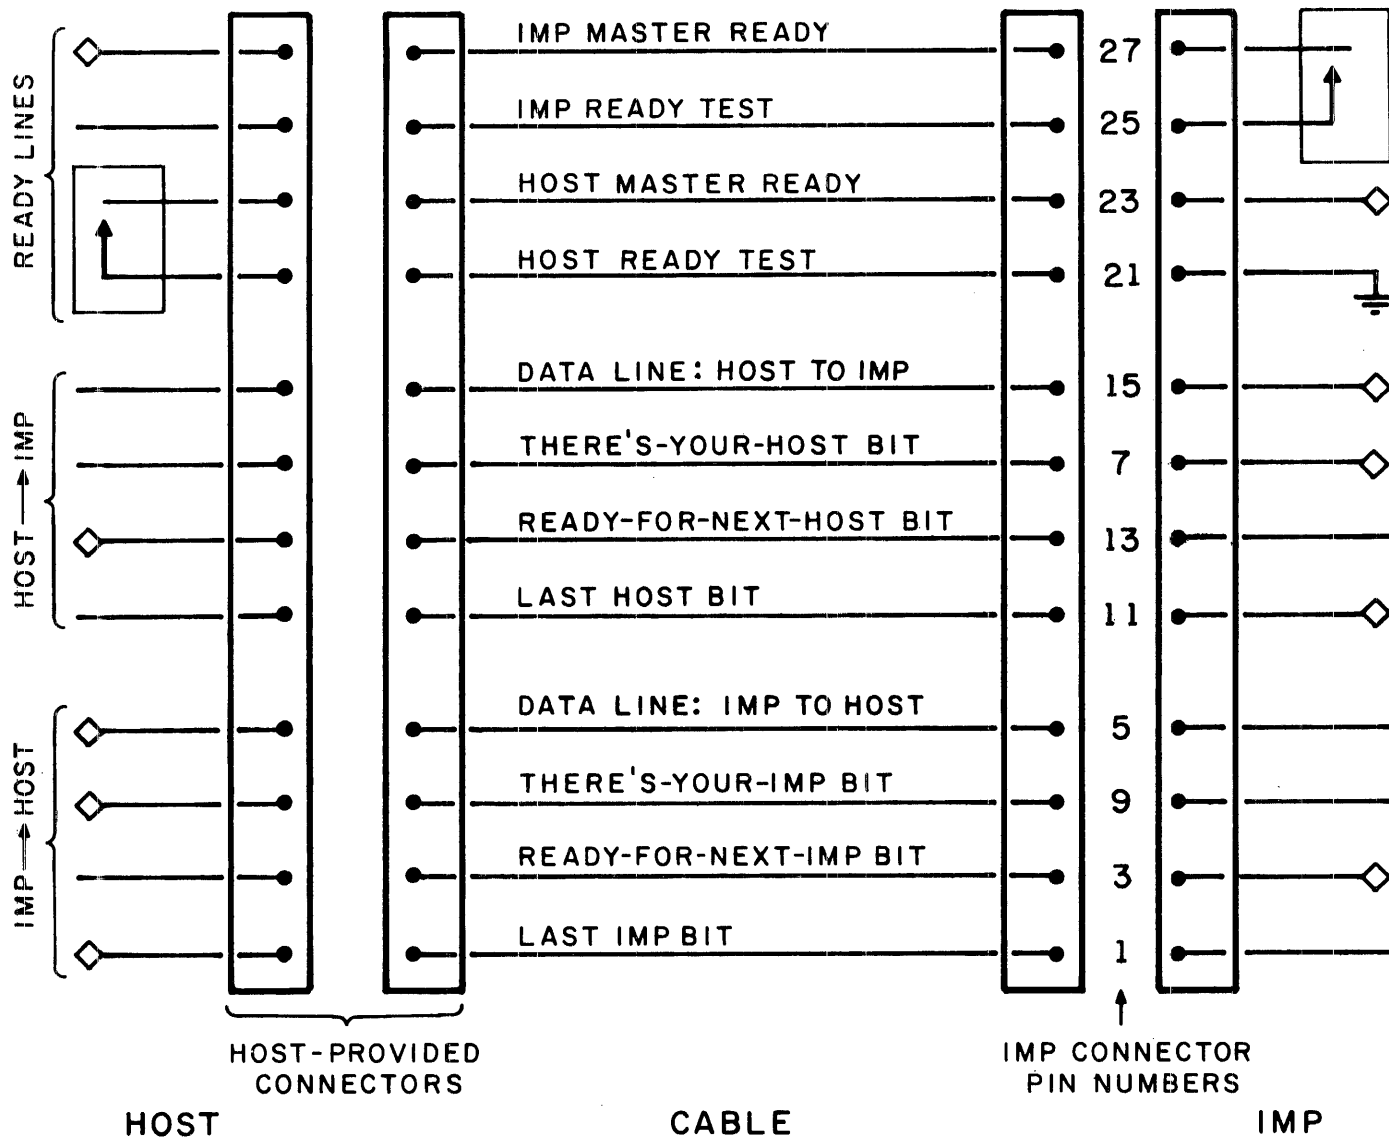 READY LINES
IMP MASTER READY
27
IMP READY TEST
25
HOST MASTER READY
23
HOST READY TEST
21
HOST → IMP
DATA LINE: HOST TO IMP
15
THERE'S-YOUR-HOST BIT
7
READY-FOR-NEXT-HOST BIT
13
LAST HOST BIT
11
IMP → HOST
DATA LINE: IMP TO HOST
5
THERE'S-YOUR-IMP BIT
9
READY-FOR-NEXT-IMP BIT
3
LAST IMP BIT
1
HOST-PROVIDED
CONNECTORS
IMP CONNECTOR
PIN NUMBERS
HOST
CABLE
IMP